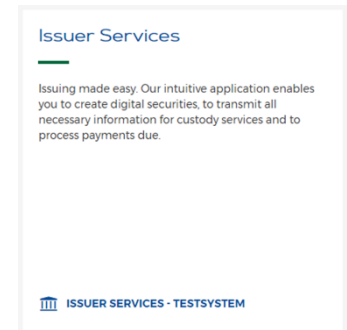 Issuer Services
Issuing made easy. Our intuitive application enables
you to create digital securities, to transmit all
necessary information for custody services and to
process payments due.
ISSUER SERVICES - TESTSYSTEM